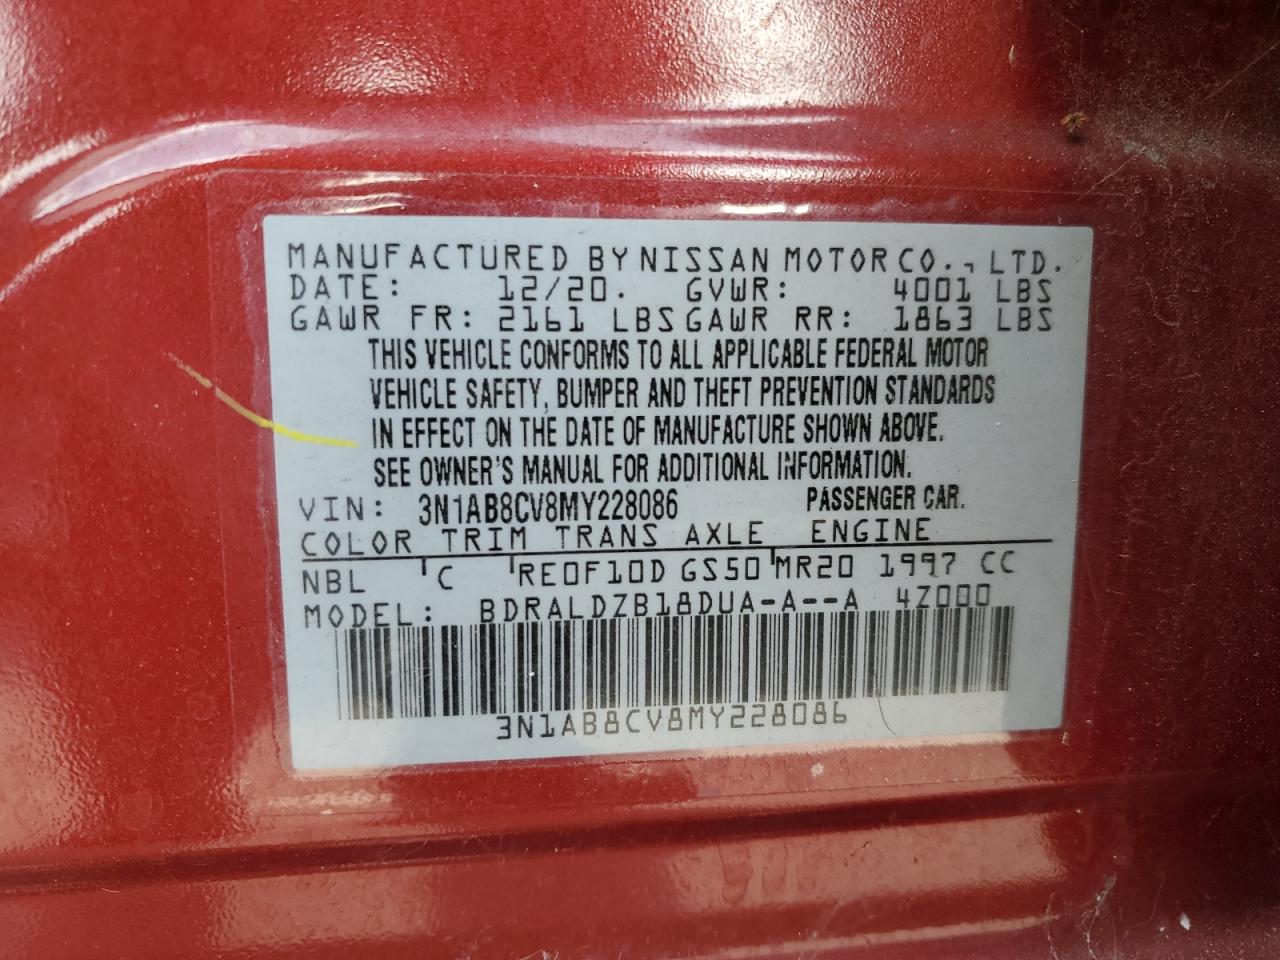 MANUFACTURED BY NISSAN MOTOR CO., LTD.
DATE: 12/20. GVWR: 4001 LBS
GAWR FR: 2161 LBS GAWR RR: 1863 LBS
THIS VEHICLE CONFORMS TO ALL APPLICABLE FEDERAL MOTOR
VEHICLE SAFETY, BUMPER AND THEFT PREVENTION STANDARDS
IN EFFECT ON THE DATE OF MANUFACTURE SHOWN ABOVE.
SEE OWNER'S MANUAL FOR ADDITIONAL INFORMATION.
VIN: 3N1AB8CV8MY228086 PASSENGER CAR.
COLOR TRIM TRANS AXLE ENGINE
NBL C RE0F10D GS50 MR20 1997 CC
MODEL: BDRALDZB18DUA-A--A 4Z000
3N1AB8CV8MY228086